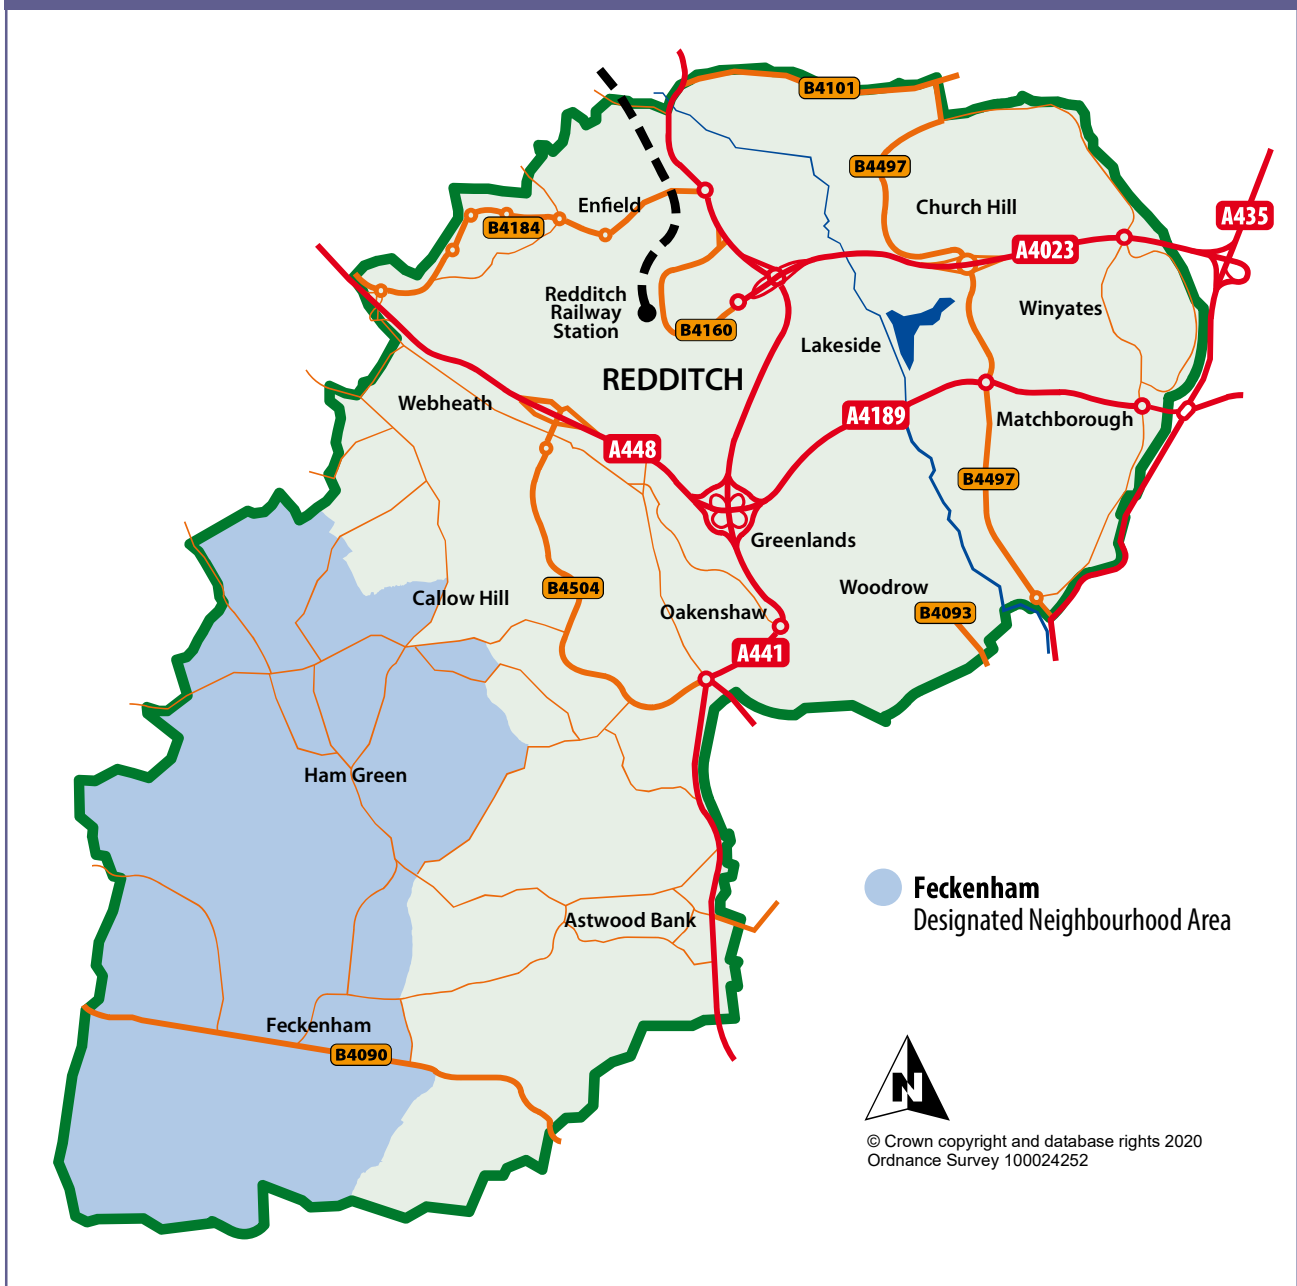 B4101
B4497
Enfield
Church Hill
A435
B4184
A4023
Redditch
Railway
Station
Winyates
B4160
Lakeside
REDDITCH
Webheath
A4189
Matchborough
A448
B4497
Greenlands
Callow Hill
B4504
Woodrow
Oakenshaw
B4093
A441
Ham Green
Feckenham
Designated Neighbourhood Area
Astwood Bank
Feckenham
B4090
N
© Crown copyright and database rights 2020
Ordnance Survey 100024252